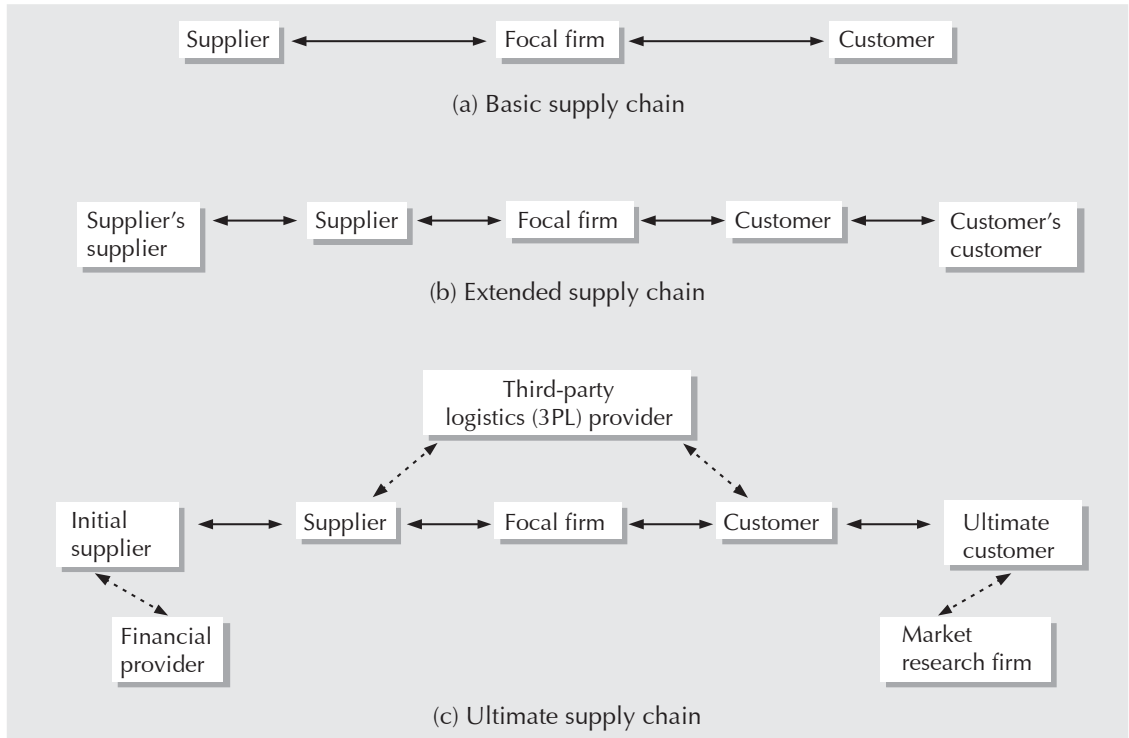 Supplier
Focal firm
Customer
(a) Basic supply chain
Supplier’s
supplier
Supplier
Focal firm
Customer
Customer’s
customer
(b) Extended supply chain
Third-party
logistics (3PL) provider
Initial
supplier
Supplier
Focal firm
Customer
Ultimate
customer
Financial
provider
Market
research firm
(c) Ultimate supply chain